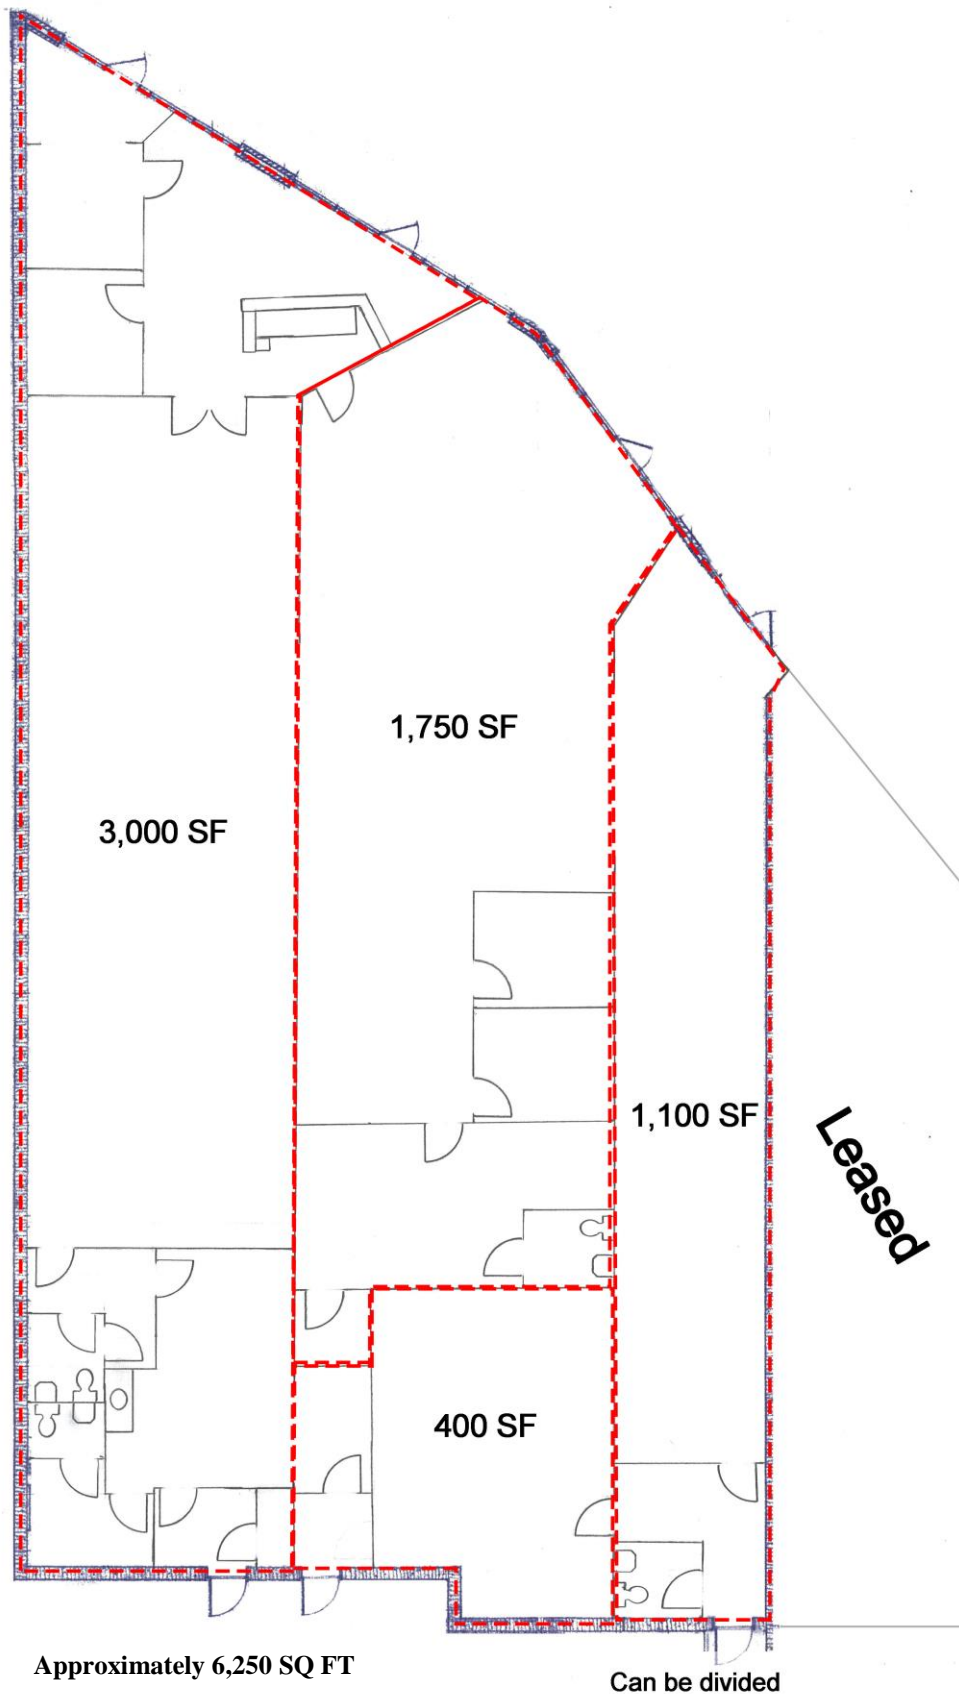 1,750 SF
3,000 SF
1,100 SF
Leased
400 SF
Approximately 6,250 SQ FT
Can be divided